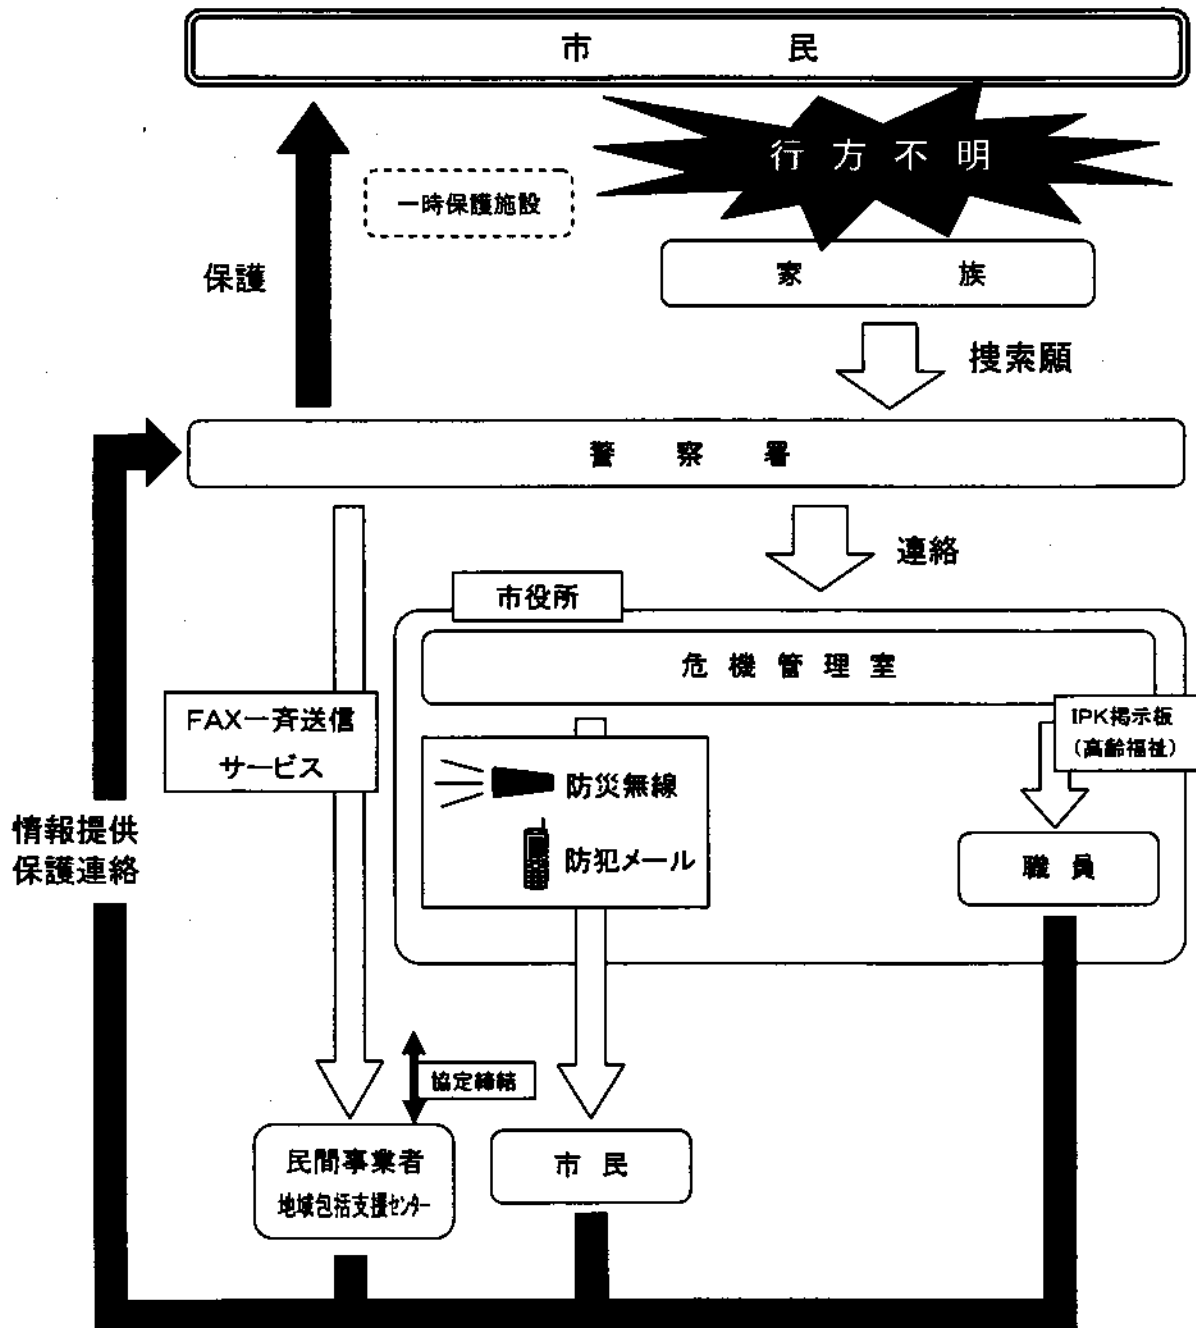 市民
行方不明
一時保護施設
家族
保護
捜索願
警察署
連絡
市役所
危機管理室
FAX一斉送信
サービス
IPK掲示板
(高齢福祉)
防災無線
防犯メール
情報提供
保護連絡
職員
協定締結
民間事業者
地域包括支援センター
市民